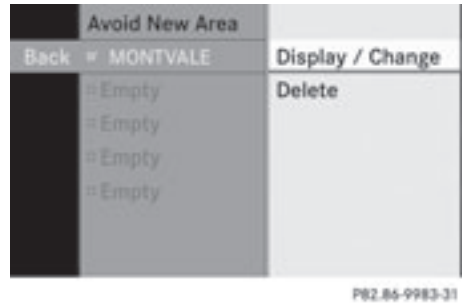 Avoid New Area
Back MONTVALE Display / Change
Empty Delete
Empty
Empty
Empty
P82.86-9983-31